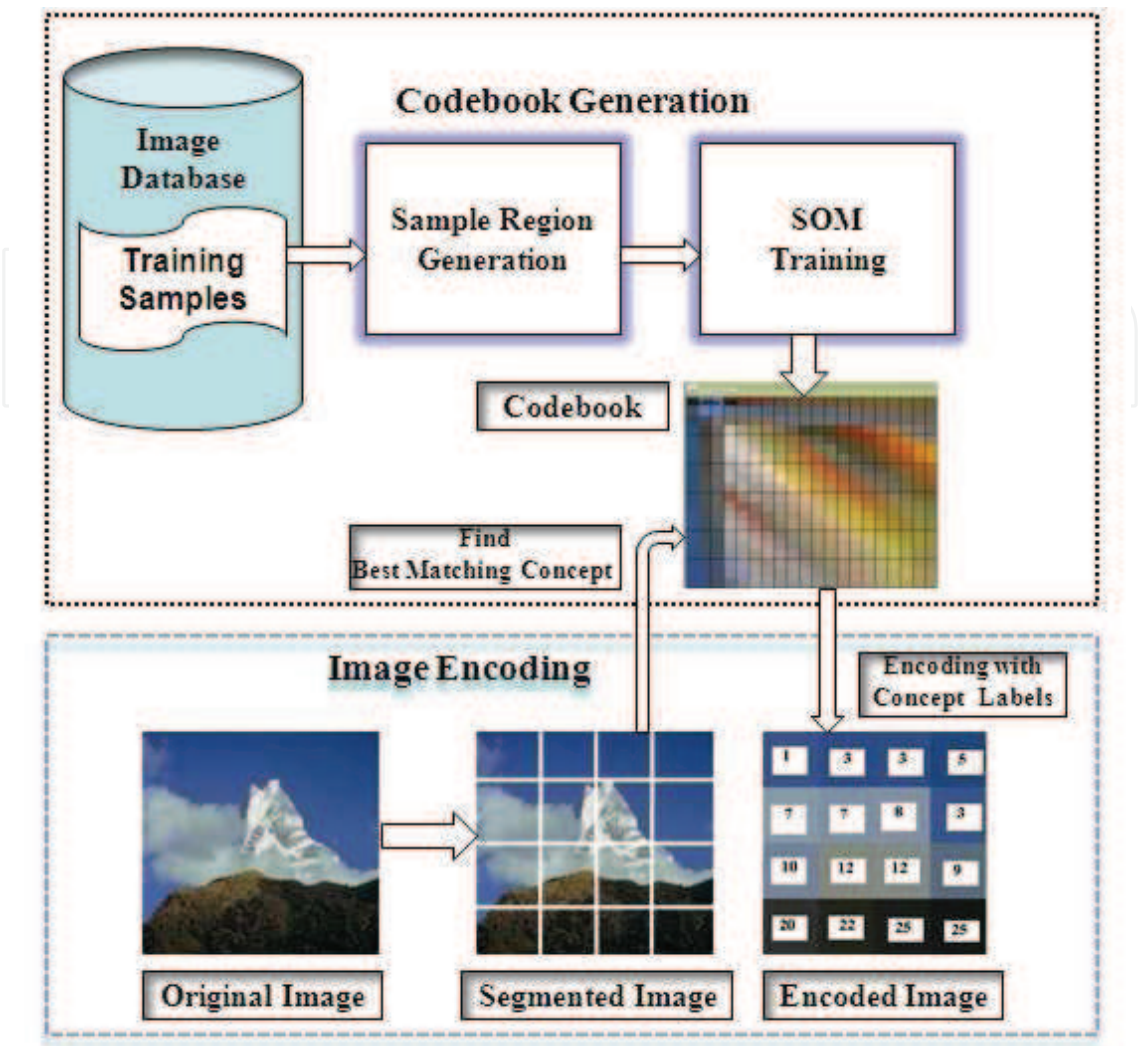 Codebook Generation
Image
Database
Training
Samples
Sample Region
Generation
SOM
Training
Codebook
Find
Best Matching Concept
Image Encoding
Encoding with
Concept Labels
1 3 3 5
7 7 8 3
10 12 12 9
20 22 25 25
Original Image
Segmented Image
Encoded Image